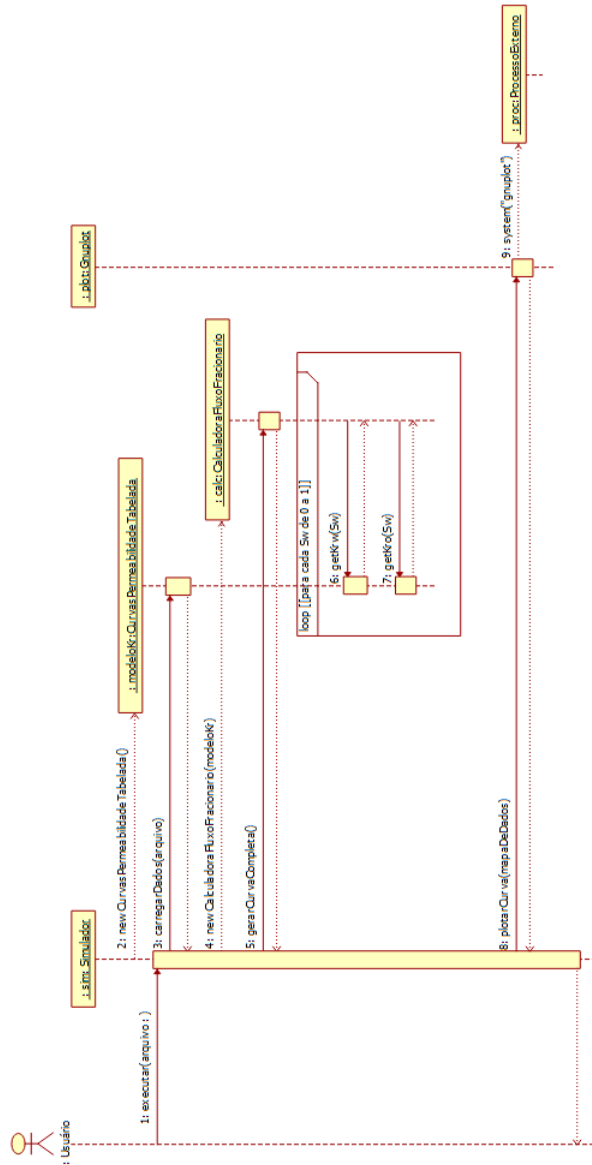 : Usuário
: sim: Simulador
: modeloKr:CurvasPermeabilidadeTabelada
: calc: CalculadoraFluxoFracionario
: plot: Gnuplot
: proc:ProcessoExterno
1: executar(arquivo: )
2: new CurvasPermeabilidadeTabelada()
3: carregarDados(arquivo)
4: new CalculadoraFluxoFracionario(modeloKr)
5: gerarCurvaCompleta()
loop [[para cada Sw de 0 a 1]]
6: getKrw(Sw)
7: getKro(Sw)
8: plotarCurva(mapaDeDados)
9: system("gnuplot")